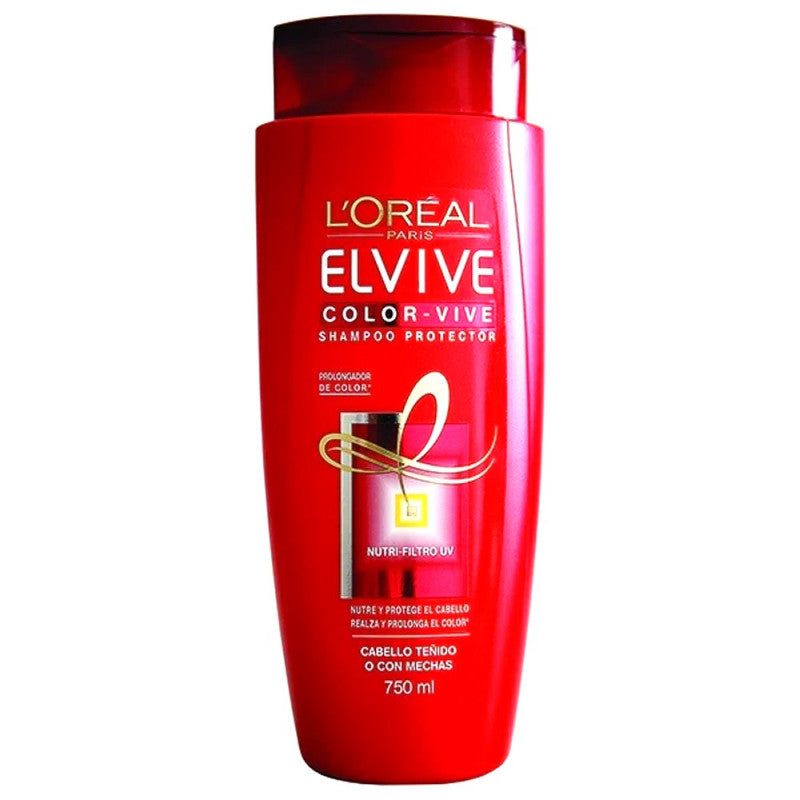 L'ORÉAL
PARIS
ELVIVE
COLOR-VIVE
SHAMPOO PROTECTOR
PROLONGADOR
DE COLOR*
NUTRI-FILTRO UV
NUTRE Y PROTEGE EL CABELLO
REALZA Y PROLONGA EL COLOR*
CABELLO TEÑIDO
O CON MECHAS
750 ml